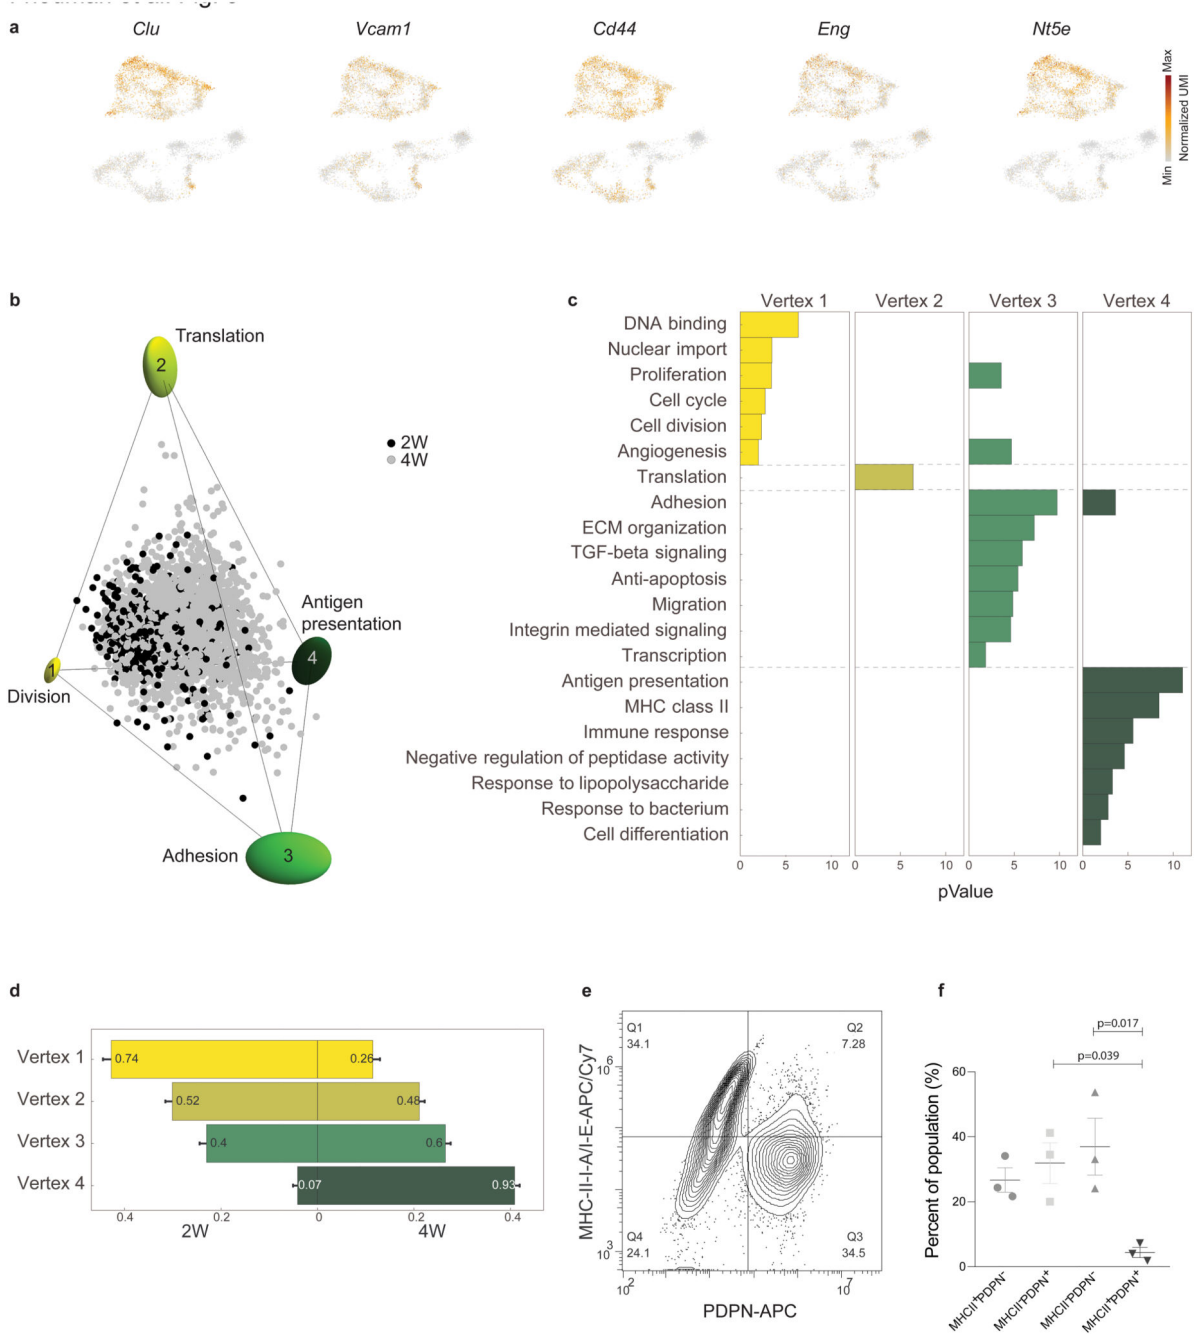 a
Clu
Vcam1
Cd44
Eng
Nt5e
Max
Normalized UMI
Min
b
2
Translation
2W
4W
Antigen
presentation
4
1
Division
Adhesion
3
c
Vertex 1
Vertex 2
Vertex 3
Vertex 4
DNA binding
Nuclear import
Proliferation
Cell cycle
Cell division
Angiogenesis
Translation
Adhesion
ECM organization
TGF-beta signaling
Anti-apoptosis
Migration
Integrin mediated signaling
Transcription
Antigen presentation
MHC class II
Immune response
Negative regulation of peptidase activity
Response to lipopolysaccharide
Response to bacterium
Cell differentiation
0 5 10 0 5 10 0 5 10 0 5 10
pValue
d
Vertex 1 0.74 0.26
Vertex 2 0.52 0.48
Vertex 3 0.4 0.6
Vertex 4 0.07 0.93
0.4 0.2 0 0.2 0.4
2W 4W
e
Q1
34.1
Q2
7.28
Q4
24.1
Q3
34.5
MHC-II-I-A/I-E-APC/Cy7
10⁶
10³
10² 10⁷
PDPN-APC
f
p=0.017
p=0.039
Percent of population (%)
60
40
20
0
MHCII⁺PDPN⁻
MHCII⁻PDPN⁺
MHCII⁻PDPN⁻
MHCII⁺PDPN⁺